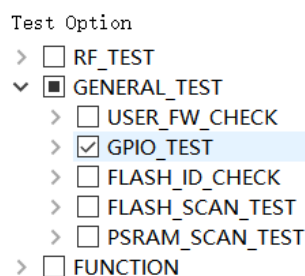 Test Option
RF_TEST
GENERAL_TEST
USER_FW_CHECK
GPIO_TEST
FLASH_ID_CHECK
FLASH_SCAN_TEST
PSRAM_SCAN_TEST
FUNCTION